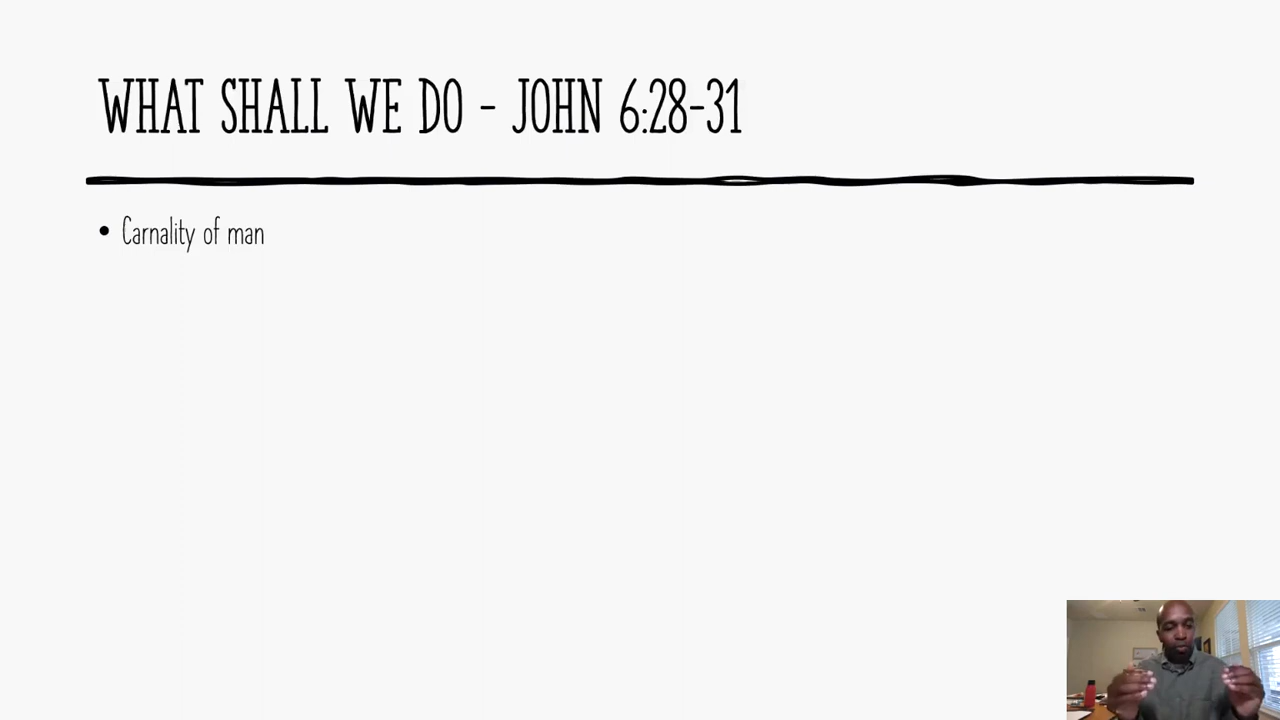 WHAT SHALL WE DO - JOHN 6:28-31
• Carnality of man